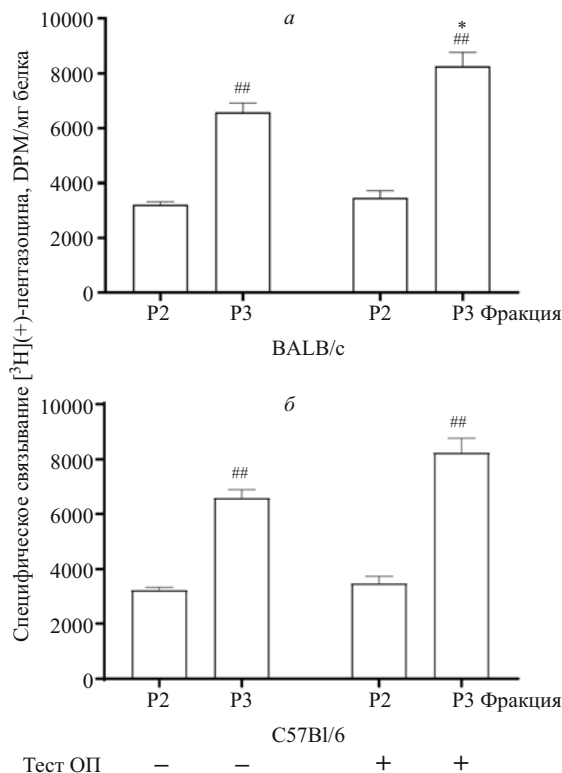 Специфическое связывание [³H](+)-пентазоцина, DPM/мг белка
а
10000
8000
6000
4000
2000
0
##
*
##
P2 P3 P2 P3 Фракция
BALB/c
б
10000
8000
6000
4000
2000
0
##
##
P2 P3 P2 P3 Фракция
C57Bl/6
Тест ОП – – + +